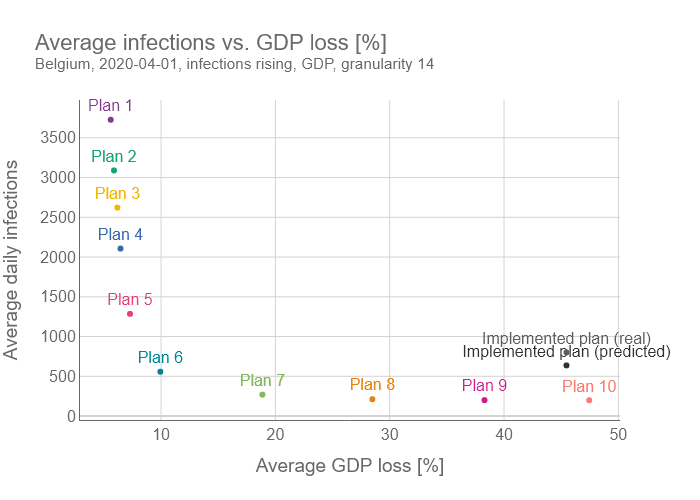 Average infections vs. GDP loss [%]
Belgium, 2020-04-01, infections rising, GDP, granularity 14
Plan 1
3500
Plan 2
3000
Plan 3
2500
Plan 4
2000
Plan 5
1500
Implemented plan (real)
1000
Implemented plan (predicted)
Plan 6
Plan 7
Plan 8
Plan 9
Plan 10
500
0
10
20
30
40
50
Average daily infections
Average GDP loss [%]